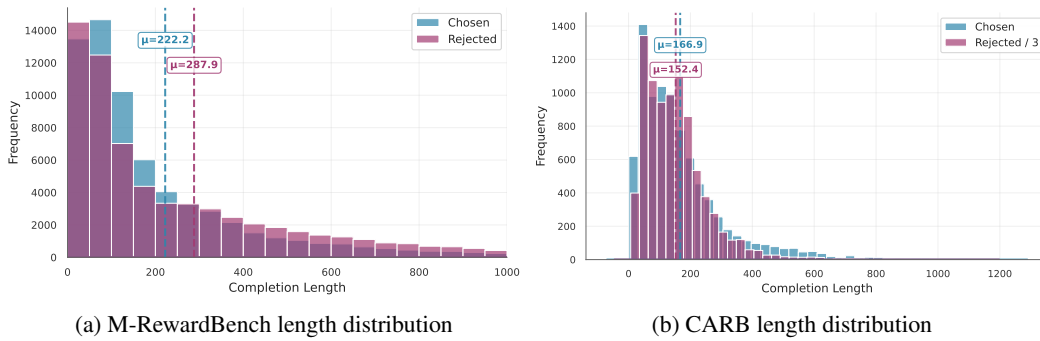 14000
12000
10000
8000
6000
4000
2000
0
Frequency
0
200
400
600
800
1000
Completion Length
μ=222.2
μ=287.9
Chosen
Rejected
(a) M-RewardBench length distribution
1400
1200
1000
800
600
400
200
0
Frequency
0
200
400
600
800
1000
1200
Completion Length
μ=166.9
μ=152.4
Chosen
Rejected / 3
(b) CARB length distribution